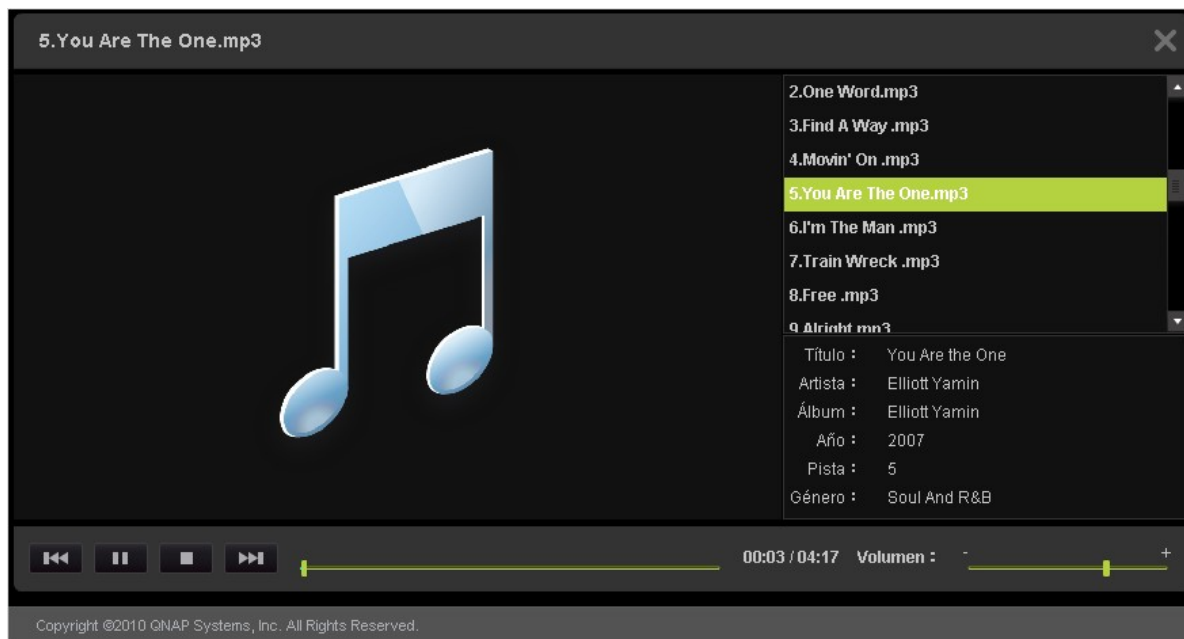 5.You Are The One.mp3
2.One Word.mp3
3.Find A Way .mp3
4.Movin' On .mp3
5.You Are The One.mp3
6.I'm The Man .mp3
7.Train Wreck .mp3
8.Free .mp3
9.Alright.mp3
Título : You Are the One
Artista : Elliott Yamin
Álbum : Elliott Yamin
Año : 2007
Pista : 5
Género : Soul And R&B
00:03 / 04:17 Volumen : - +
Copyright ©2010 QNAP Systems, Inc. All Rights Reserved.